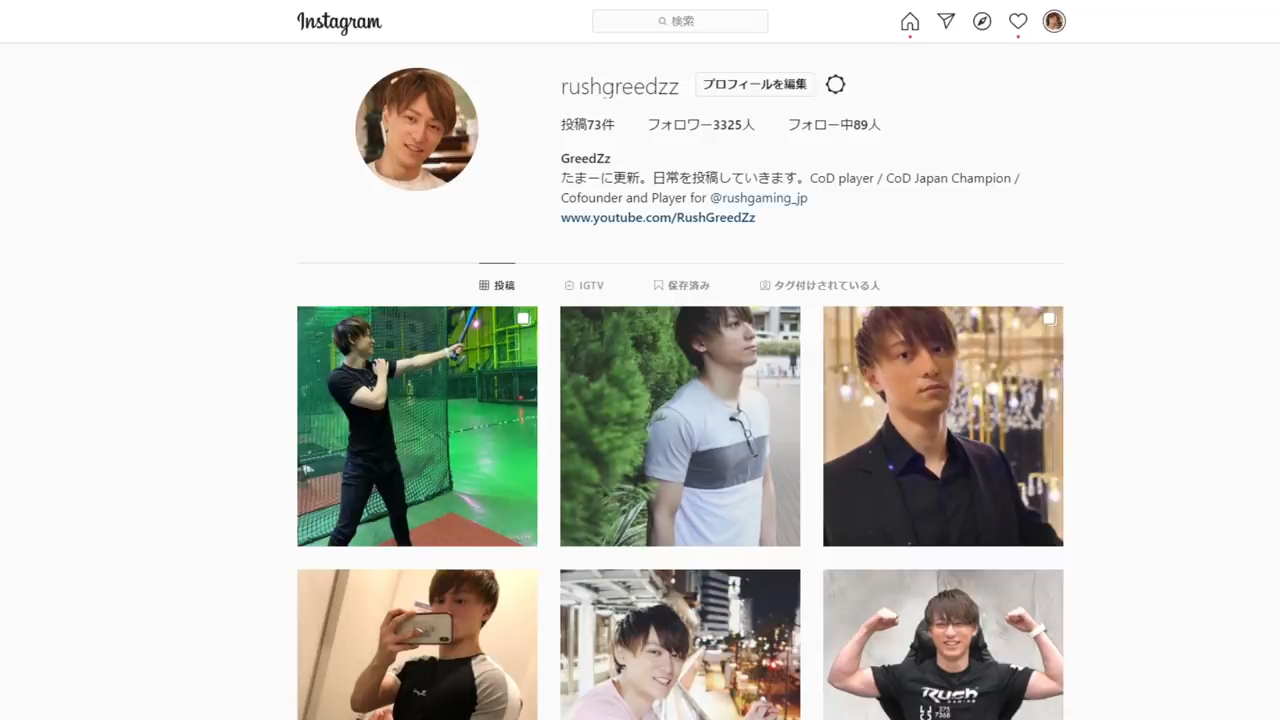 Instagram
検索
rushgreedzz プロフィールを編集
投稿73件 フォロワー3325人 フォロー中89人
GreedZz
たまーに更新。日常を投稿していきます。CoD player / CoD Japan Champion /
Cofounder and Player for @rushgaming_jp
www.youtube.com/RushGreedZz
投稿 IGTV 保存済み タグ付けされている人
Rush
GAMING